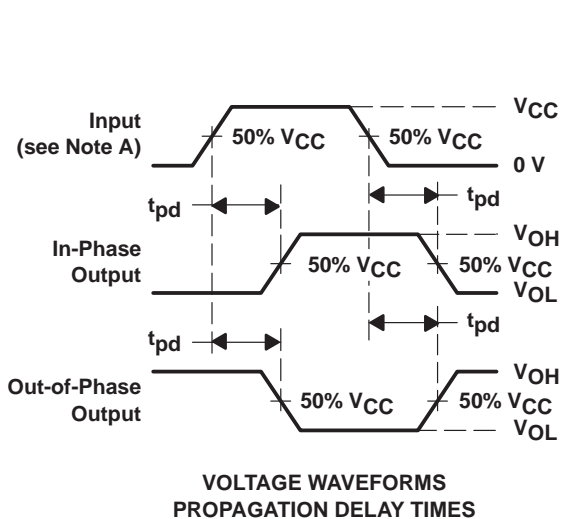 VCC
Input
(see Note A)
50% VCC
50% VCC
0 V
tpd
tpd
VOH
In-Phase
Output
50% VCC
50% VCC
VOL
tpd
tpd
VOH
Out-of-Phase
Output
50% VCC
50% VCC
VOL
VOLTAGE WAVEFORMS
PROPAGATION DELAY TIMES